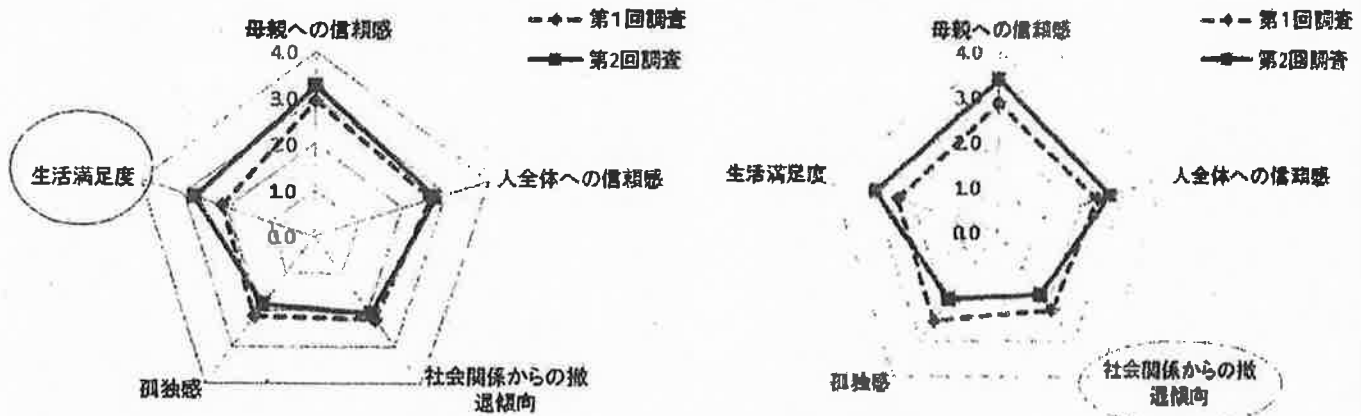 母親への信頼感
4.0
3.0
2.0
1.0
0.0
第1回調査
第2回調査
生活満足度
人全体への信頼感
孤独感
社会関係からの撤
退傾向
母親への信頼感
4.0
3.0
2.0
1.0
0.0
第1回調査
第2回調査
生活満足度
人全体への信頼感
孤独感
社会関係からの撤
退傾向